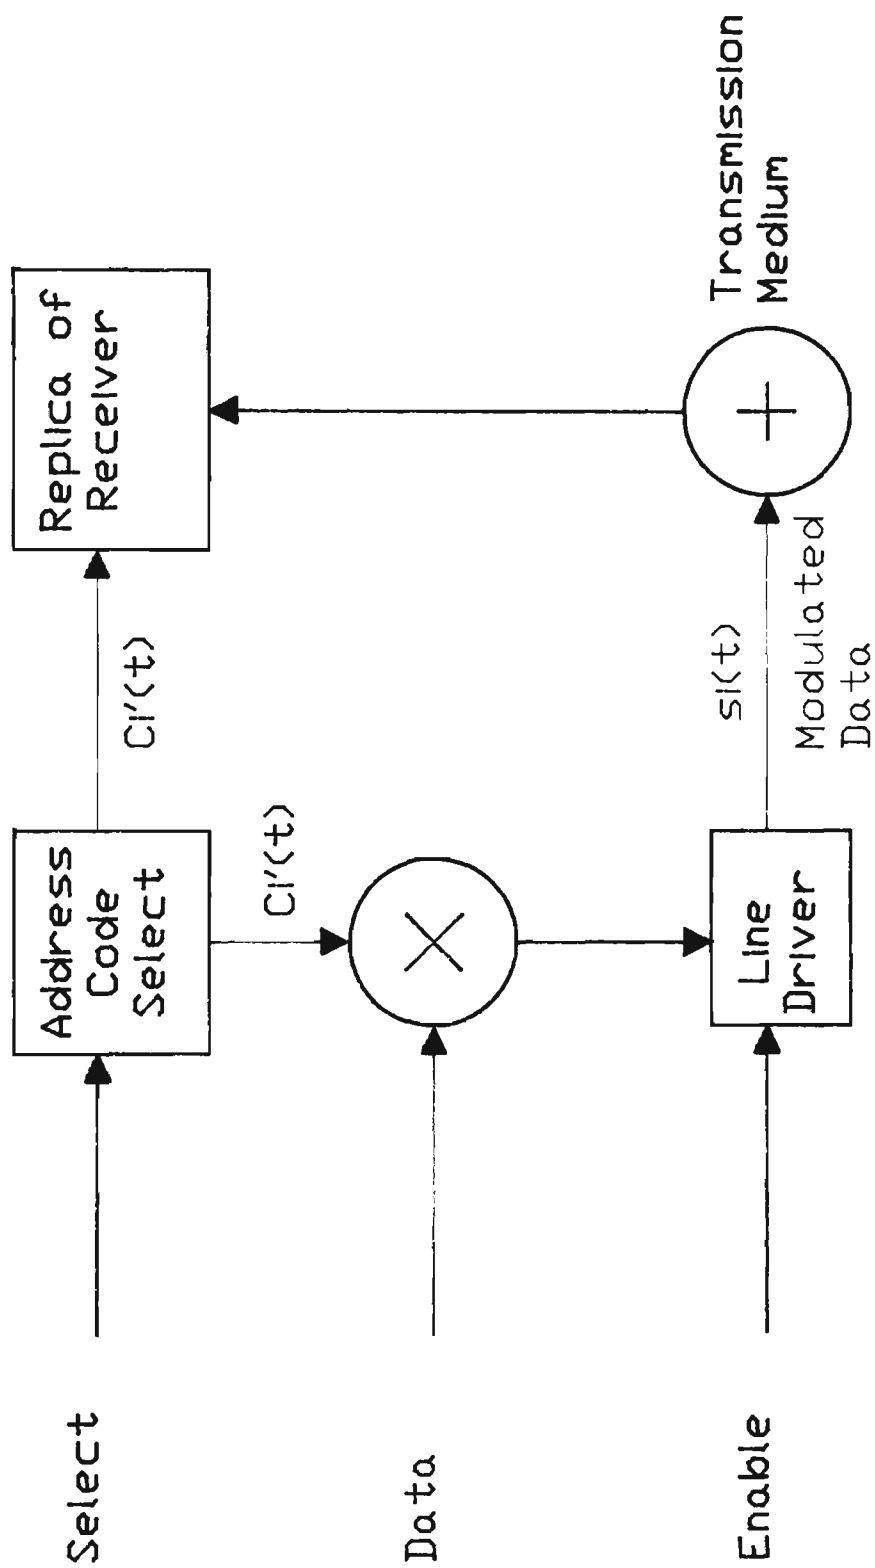 Select
Address
Code
Select
Ci'(t)
Replica of
Receiver
Ci'(t)
Data
Enable
Line
Driver
si(t)
Modulated
Data
Transmission
Medium